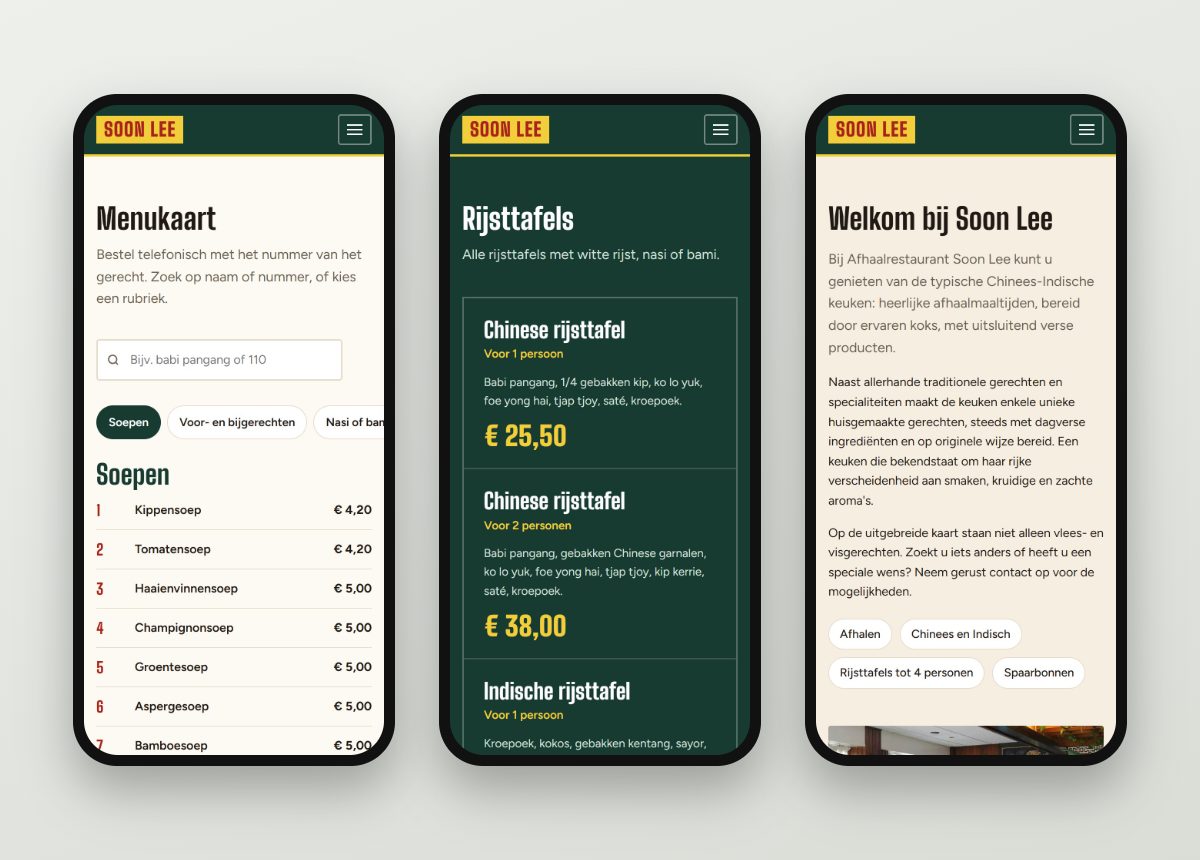 SOON LEE
Menukaart
Bestel telefonisch met het nummer van het
gerecht. Zoek op naam of nummer, of kies
een rubriek.
Bijv. babi pangang of 110
Soepen
Voor- en bijgerechten
Nasi of bam
Soepen
1 Kippensoep € 4,20
2 Tomatensoep € 4,20
3 Haaienvinnensoep € 5,00
4 Champignonsoep € 5,00
5 Groentesoep € 5,00
6 Aspergesoep € 5,00
7 Bamboesoep € 5,00
SOON LEE
Rijsttafels
Alle rijsttafels met witte rijst, nasi of bami.
Chinese rijsttafel
Voor 1 persoon
Babi pangang, 1/4 gebakken kip, ko lo yuk,
foe yong hai, tjap tjoy, saté, kroepoek.
€ 25,50
Chinese rijsttafel
Voor 2 personen
Babi pangang, gebakken Chinese garnalen,
ko lo yuk, foe yong hai, tjap tjoy, kip kerrie,
saté, kroepoek.
€ 38,00
Indische rijsttafel
Voor 1 persoon
Kroepoek, kokos, gebakken kentang, sayor,
SOON LEE
Welkom bij Soon Lee
Bij Afhaalrestaurant Soon Lee kunt u
genieten van de typische Chinees-Indische
keuken: heerlijke afhaalmaaltijden, bereid
door ervaren koks, met uitsluitend verse
producten.
Naast allerhande traditionele gerechten en
specialiteiten maakt de keuken enkele unieke
huisgemaakte gerechten, steeds met dagverse
ingrediënten en op originele wijze bereid. Een
keuken die bekendstaat om haar rijke
verscheidenheid aan smaken, kruidige en zachte
aroma's.
Op de uitgebreide kaart staan niet alleen vlees- en
visgerechten. Zoekt u iets anders of heeft u een
speciale wens? Neem gerust contact op voor de
mogelijkheden.
Afhalen
Chinees en Indisch
Rijsttafels tot 4 personen
Spaarbonnen